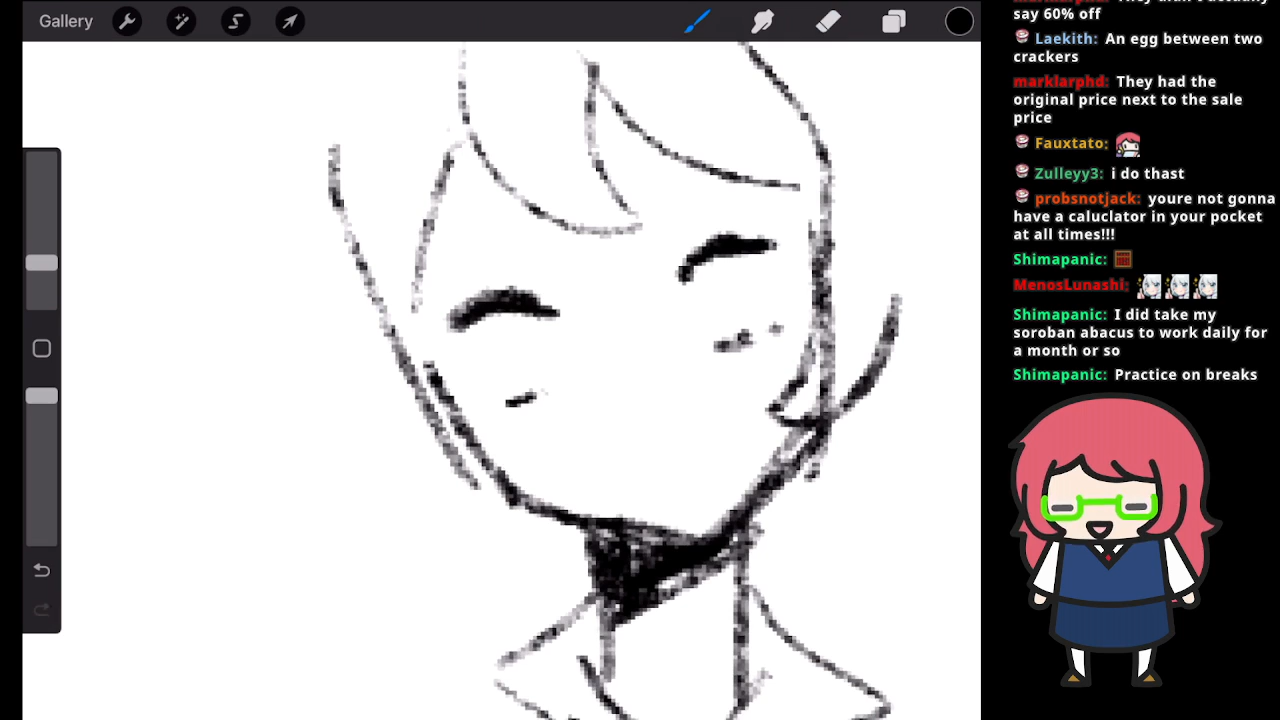 Gallery
say 60% off
Laekith: An egg between two
crackers
marklarphd: They had the
original price next to the sale
price
Fauxtato:
Zulleyy3: i do thast
probsnotjack: youre not gonna
have a caluclator in your pocket
at all times!!!
Shimapanic:
MenosLunashi:
Shimapanic: I did take my
soroban abacus to work daily for
a month or so
Shimapanic: Practice on breaks